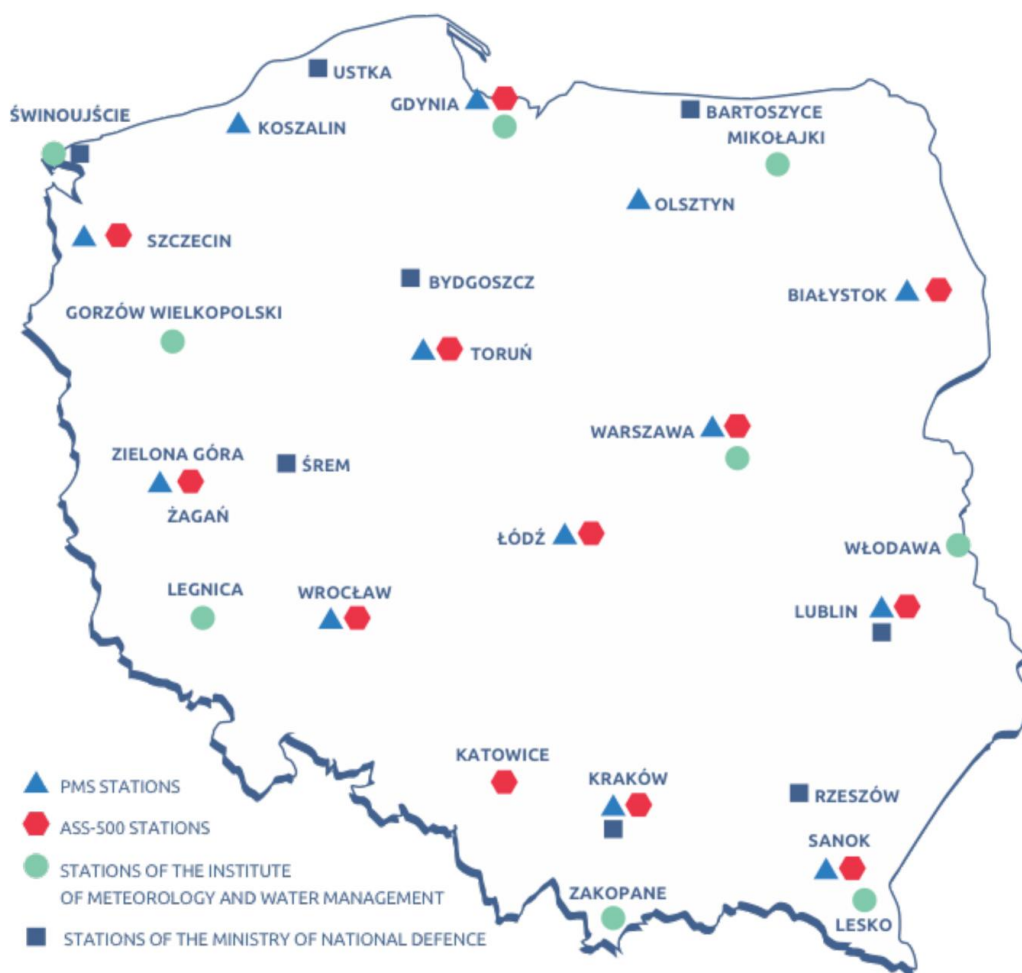 USTKA
GDYNIA
BARTOSZYCE
ŚWINOUJŚCIE
KOSZALIN
MIKOŁAJKI
OLSZTYN
SZCZECIN
BYDGOSZCZ
BIAŁYSTOK
GORZÓW WIELKOPOLSKI
TORUŃ
WARSZAWA
ZIELONA GÓRA
ŚREM
ŻAGAŃ
ŁÓDŹ
WŁODAWA
LEGNICA
WROCŁAW
LUBLIN
KATOWICE
KRAKÓW
RZESZÓW
SANOK
ZAKOPANE
LESKO
PMS STATIONS
ASS-500 STATIONS
STATIONS OF THE INSTITUTE
OF METEOROLOGY AND WATER MANAGEMENT
STATIONS OF THE MINISTRY OF NATIONAL DEFENCE